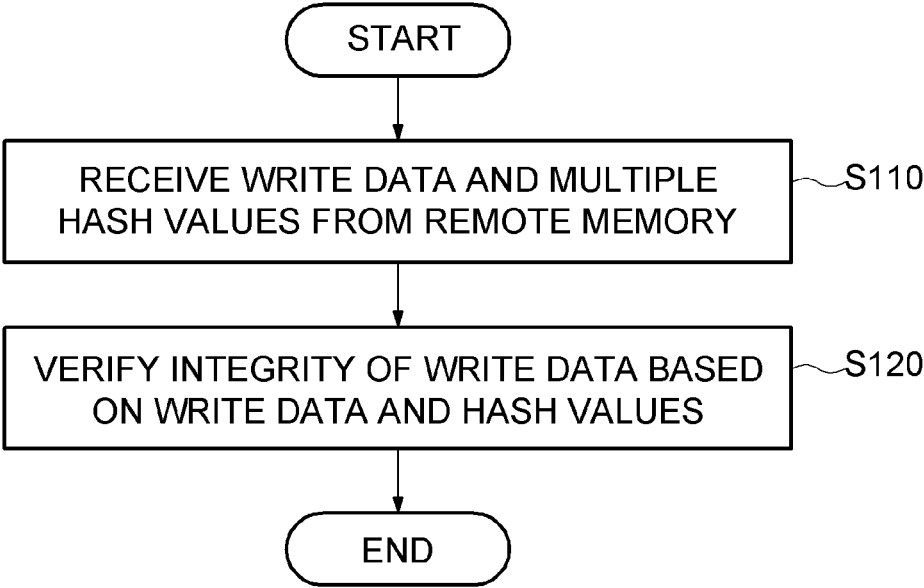 START
RECEIVE WRITE DATA AND MULTIPLE
HASH VALUES FROM REMOTE MEMORY
S110
VERIFY INTEGRITY OF WRITE DATA BASED
ON WRITE DATA AND HASH VALUES
S120
END